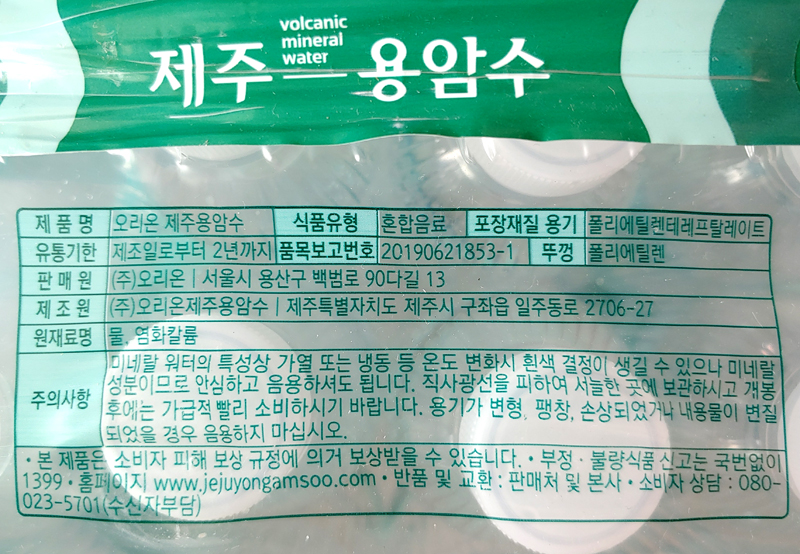 volcanic
mineral
water
제주 용암수
제품명 오리온 제주용암수 식품유형 혼합음료 포장재질 용기 폴리에틸렌테레프탈레이트
유통기한 제조일로부터 2년까지 품목보고번호 20190621853-1 뚜껑 폴리에틸렌
판매원 (주)오리온 | 서울시 용산구 백범로 90다길 13
제조원 (주)오리온제주용암수 | 제주특별자치도 제주시 구좌읍 일주동로 2706-27
원재료명 물, 염화칼륨
주의사항 미네랄 워터의 특성상 가열 또는 냉동 등 온도 변화시 흰색 결정이 생길 수 있으나 미네랄
성분이므로 안심하고 음용하셔도 됩니다. 직사광선을 피하여 서늘한 곳에 보관하시고 개봉
후에는 가급적 빨리 소비하시기 바랍니다. 용기가 변형, 팽창, 손상되었거나 내용물이 변질
되었을 경우 음용하지 마십시오.
• 본 제품은 소비자 피해 보상 규정에 의거 보상받을 수 있습니다. • 부정 · 불량식품 신고는 국번없이
1399 • 홈페이지 www.jejuyongamsoo.com • 반품 및 교환 : 판매처 및 본사 • 소비자 상담 : 080-
023-5701(수신자부담)